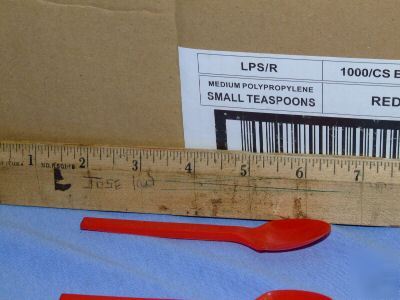 LPS/R
1000/CS E
MEDIUM POLYPROPYLENE
SMALL TEASPOONS
RED
1 2 3 4 5 6 7